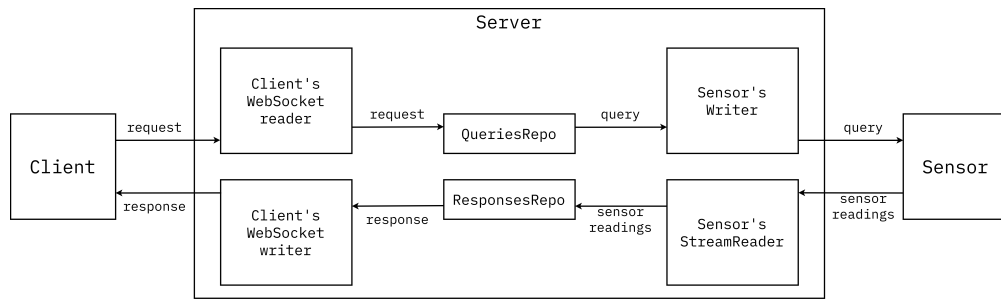 Server
Client's
WebSocket
reader
Sensor's
Writer
request
request
query
query
QueriesRepo
Client
Sensor
response
Client's
WebSocket
writer
response
ResponsesRepo
sensor
readings
Sensor's
StreamReader
sensor
readings